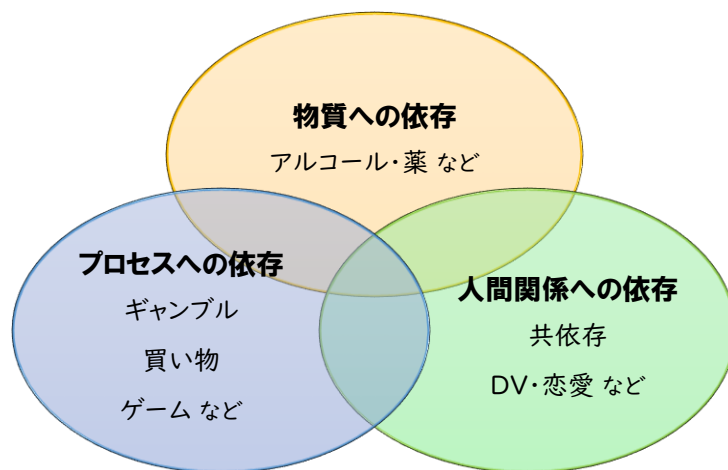 物質への依存
アルコール・薬 など
プロセスへの依存
ギャンブル
買い物
ゲーム など
人間関係への依存
共依存
DV・恋愛 など